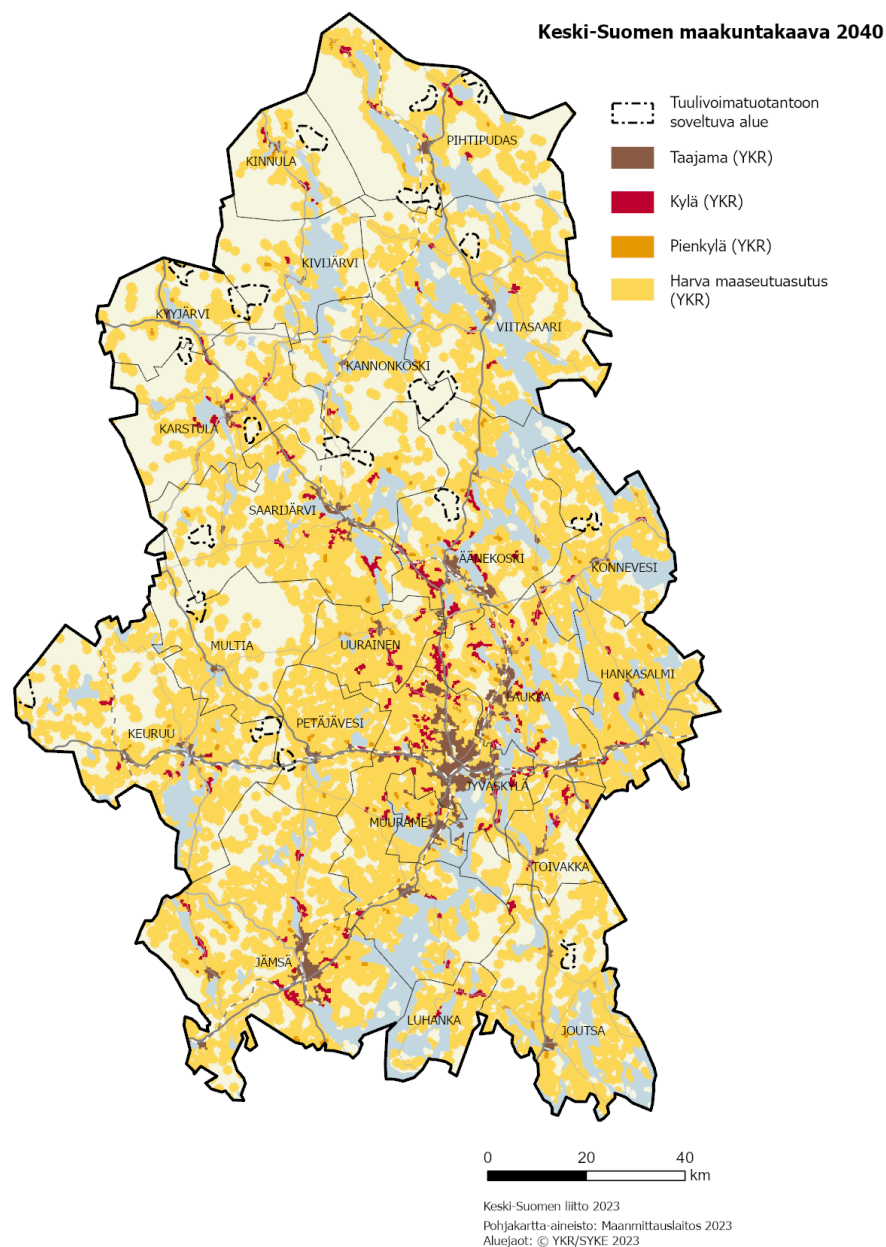 Keski-Suomen maakuntakaava 2040
Tuulivoimatuotantoon
soveltuva alue
Taajama (YKR)
Kylä (YKR)
Pienkylä (YKR)
Harva maaseutuasutus
(YKR)
PIHTIPUDAS
KINNULA
KIVIJÄRVI
KYYJÄRVI
VIITASAARI
KANNONKOSKI
KARSTULA
SAARIJÄRVI
ÄÄNEKOSKI
KONNEVESI
MULTIA
UURAINEN
HANKASALMI
LAUKAA
PETÄJÄVESI
KEURUU
JYVÄSKYLÄ
MUURAME
TOIVAKKA
JÄMSÄ
LUHANKA
JOUTSA
0 20 40
km
Keski-Suomen liitto 2023
Pohjakartta-aineisto: Maanmittauslaitos 2023
Aluejaot: © YKR/SYKE 2023